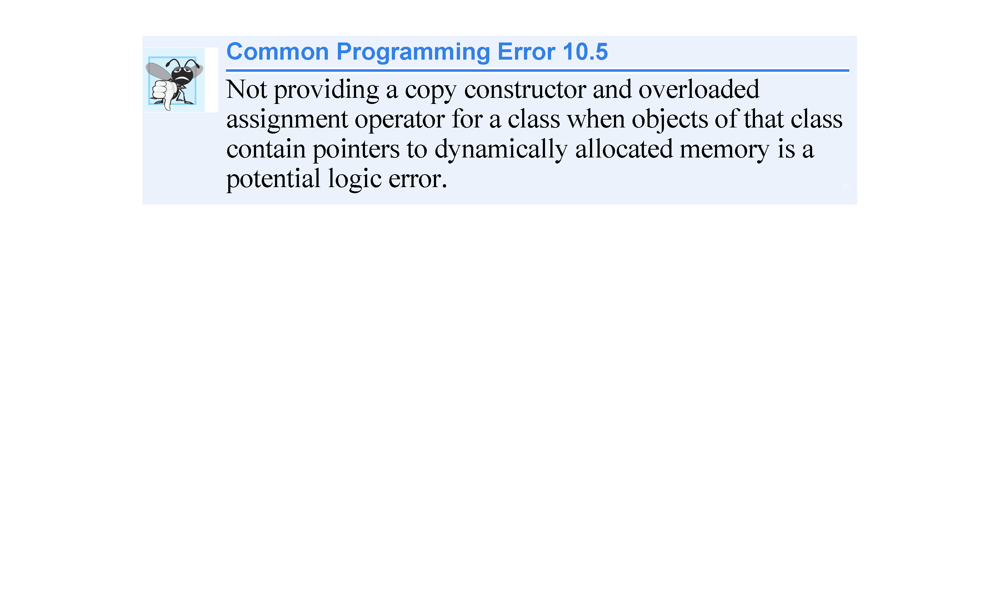 Common Programming Error 10.5
Not providing a copy constructor and overloaded
assignment operator for a class when objects of that class
contain pointers to dynamically allocated memory is a
potential logic error.
10.5